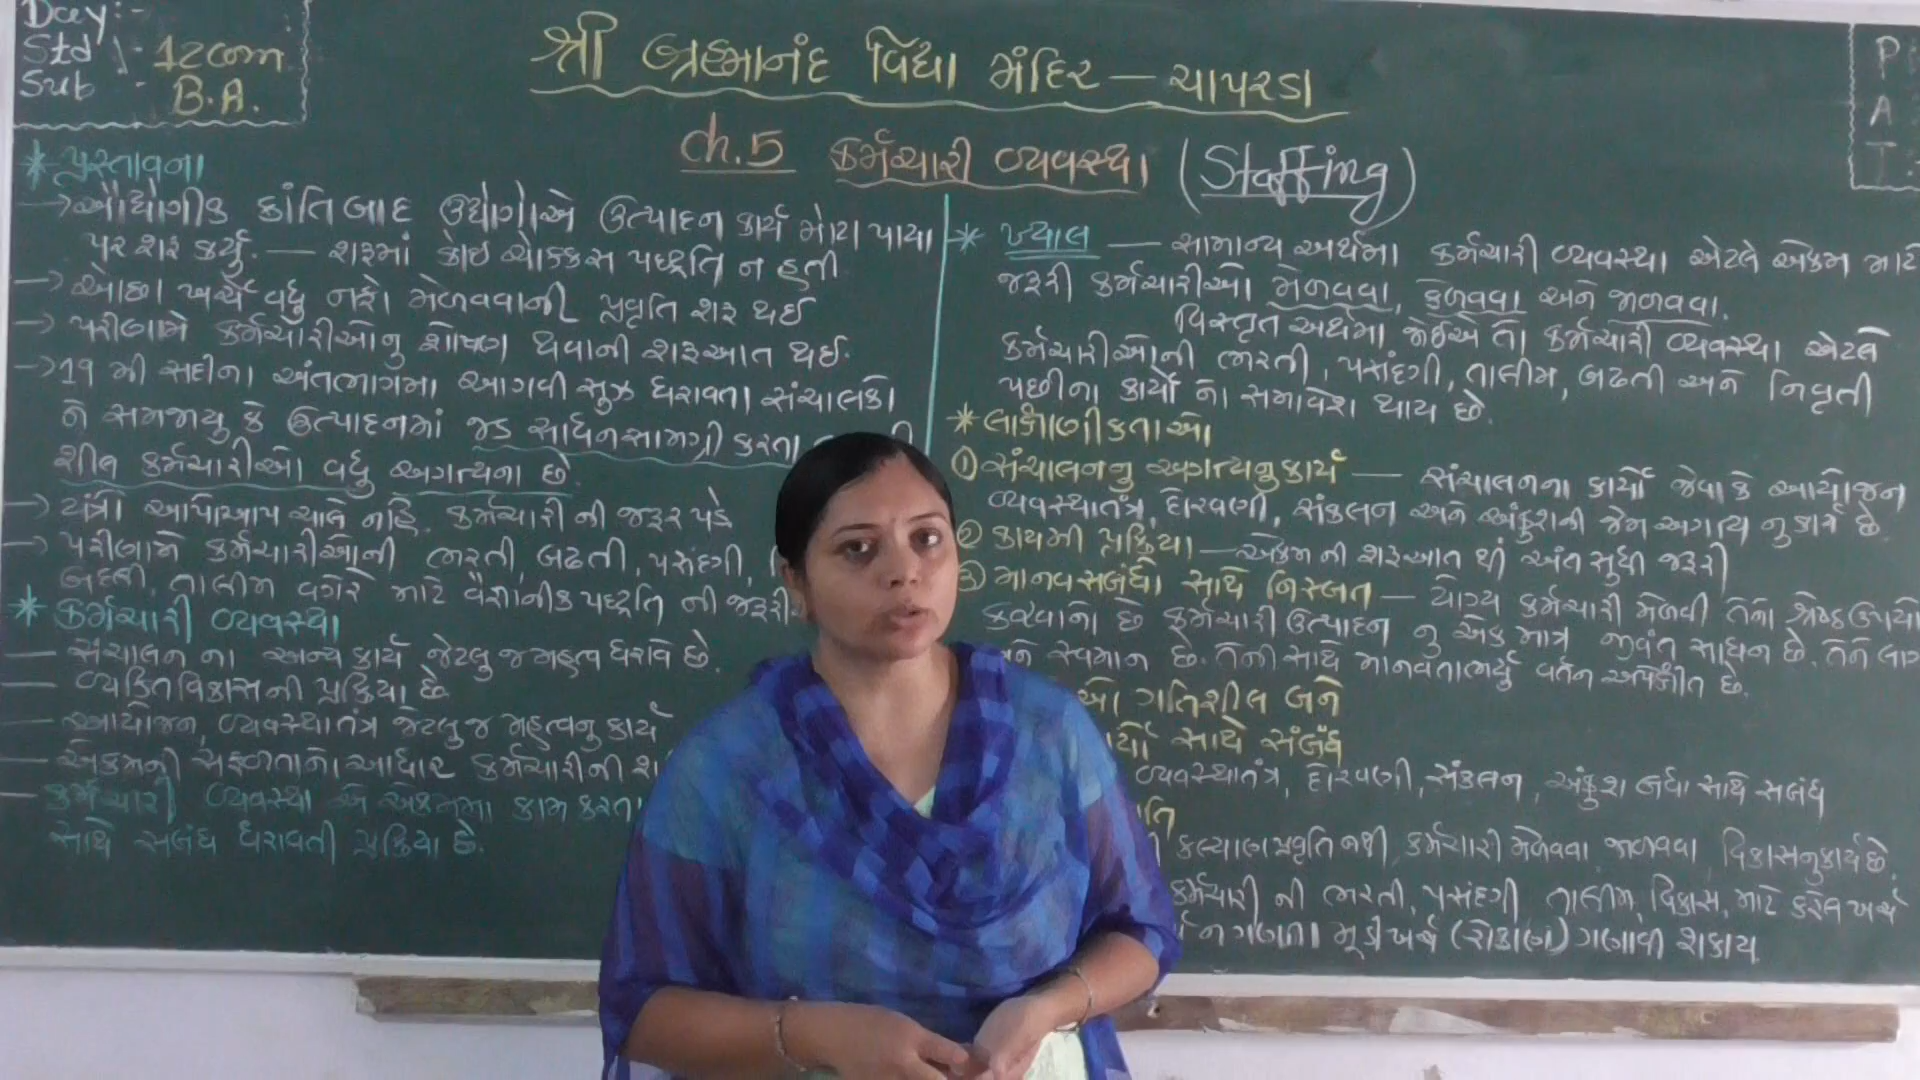 Day:-
Std :- 12 com
Sub :- B.A.
શ્રી બ્રહ્માનંદ વિદ્યા મંદિર — ચાપરડા
P
A
T
ch.5 કર્મચારી વ્યવસ્થા (Staffing)
* પ્રસ્તાવના
→ ઔદ્યોગીક ક્રાંતિ બાદ ઉદ્યોગોએ ઉત્પાદન કાર્ય મોટા પાયા
પર શરૂ કર્યુ. — શરૂમાં કોઇ ચોક્કસ પધ્ધતિ ન હતી
→ ઓછા ખર્ચે વધુ નફો મેળવવાની પ્રવૃતિ શરૂ થઈ
→ પરીણામે કર્મચારીઓનુ શોષણ થવાની શરૂઆત થઈ.
→ 19 મી સદીના અંતભાગમા આગવી સુઝ ધરાવતા સંચાલકો
ને સમજાયુ કે ઉત્પાદનમાં જડ સાધનસામગ્રી કરતા
શીલ કર્મચારીઓ વધુ અગત્યના છે.
→ યંત્રો આપોઆપ ચાલે નહિ. કર્મચારી ની જરૂર પડે
→ પરીણામે કર્મચારીઓની ભરતી, બઢતી, પસંદગી,
બદલી, તાલીમ વગેરે માટે વૈજ્ઞાનીક પધ્ધતિ ની જરૂરી
* કર્મચારી વ્યવસ્થા
— સંચાલન ના અન્ય કાર્ય જેટલુ જ મહત્વ ધરાવે છે.
— વ્યક્તિ વિકાસ ની પ્રક્રિયા છે.
— આયોજન, વ્યવસ્થાતંત્ર જેટલુ જ મહત્વનુ કાર્ય
— એકમની સફળતાનો આધાર કર્મચારીની
— કર્મચારી વ્યવસ્થા એ એકમમા કામ કરતા
સાથે સબંધ ધરાવતી પ્રક્રિયા છે.
* ખ્યાલ — સામાન્ય અર્થમા કર્મચારી વ્યવસ્થા એટલે એકમ માટે
જરૂરી કર્મચારીઓ મેળવવા, કેળવવા અને જાળવવા.
વિસ્તૃત અર્થમા જોઈએ તો કર્મચારી વ્યવસ્થા એટલે
કર્મચારીઓની ભરતી, પસંદગી, તાલીમ, બઢતી અને નિવૃતી
પછીના કાર્યો નો સમાવેશ થાય છે.
* લાક્ષણીકતાઓ
① સંચાલનનુ અગત્યનુ કાર્ય — સંચાલનના કાર્યો જેવા કે આયોજન
વ્યવસ્થાતંત્ર, દોરવણી, સંકલન અને અંકુશની જેમ અગત્ય નુ કાર્ય છે.
② કાયમી પ્રક્રિયા — એકમ ની શરૂઆત થી અંત સુધી જરૂરી
③ માનવ સબંધો સાથે નિસ્બત — યોગ્ય કર્મચારી મેળવી તેનો શ્રેષ્ઠ ઉપયો
કરવાનો છે કર્મચારી ઉત્પાદન નુ એક માત્ર જીવંત સાધન છે. તેને લાગ
અને સ્વમાન છે. તેની સાથે માનવતાભર્યુ વર્તન અપેક્ષીત છે.
ઓ ગતિશીલ બને
ર્યો સાથે સંબંધ
વ્યવસ્થાતંત્ર, દોરવણી, સંકલન, અંકુશ બધા સાથે સબંધ
તિ
કલ્યાણ પ્રવૃતિ નથી કર્મચારી મેળવવા જાળવવા વિકાસનુ કાર્ય છે.
કર્મચારી ની ભરતી, પસંદગી તાલીમ, વિકાસ, માટે કરેલ ખર્ચ
ન ગણતા મૂડી ખર્ચ (રોકાણ) ગણાવી શકાય